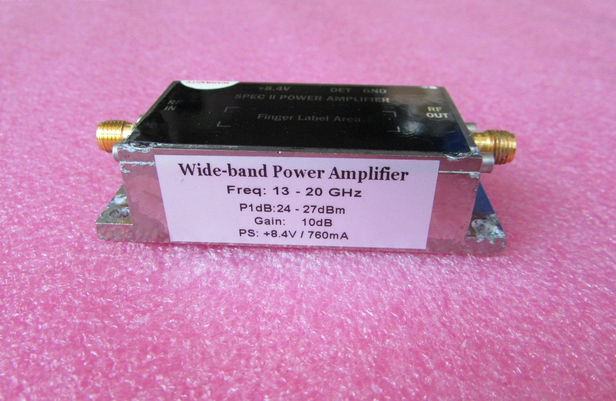 +8.4V DET GND
SPEC II POWER AMPLIFIER
RF IN
RF OUT
Finger Label Area
Wide-band Power Amplifier
Freq: 13 - 20 GHz
P1dB:24 - 27dBm
Gain: 10dB
PS: +8.4V / 760mA